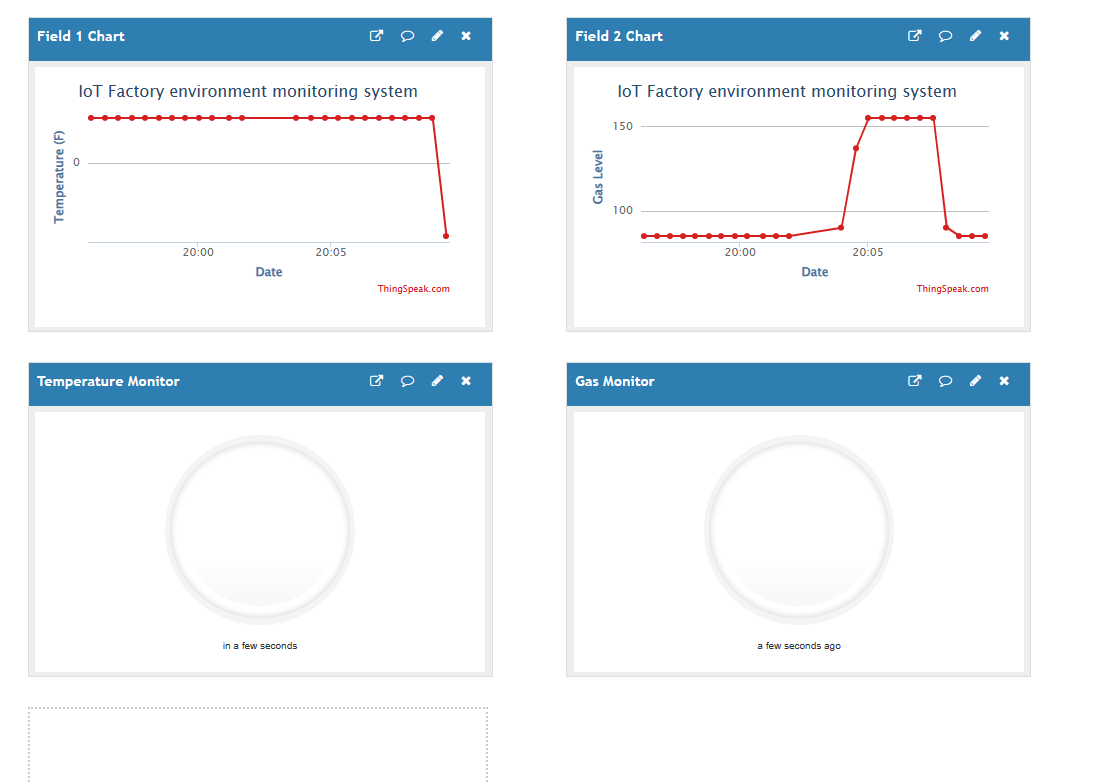 Field 1 Chart
IoT Factory environment monitoring system
Temperature (F)
0
20:00
20:05
Date
ThingSpeak.com
Field 2 Chart
IoT Factory environment monitoring system
Gas Level
150
100
20:00
20:05
Date
ThingSpeak.com
Temperature Monitor
in a few seconds
Gas Monitor
a few seconds ago